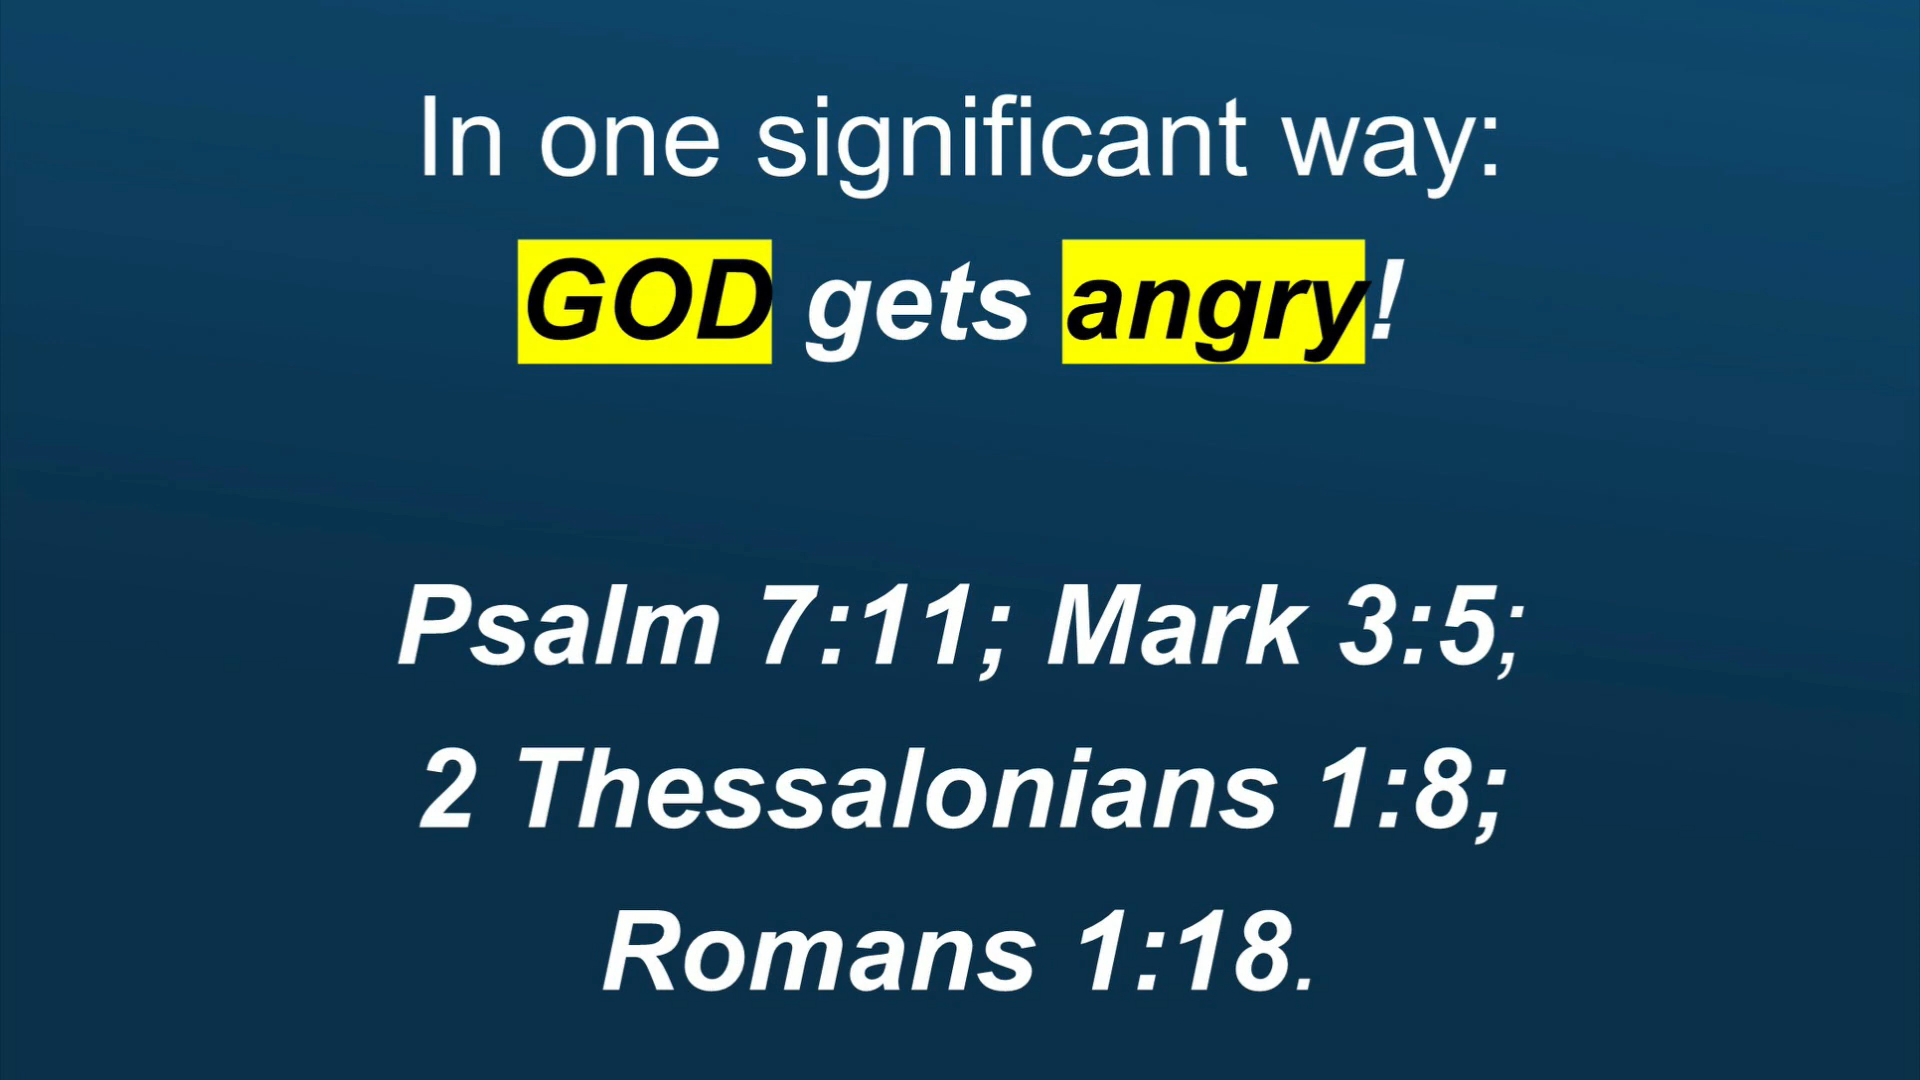 In one significant way:
GOD gets angry!
Psalm 7:11; Mark 3:5;
2 Thessalonians 1:8;
Romans 1:18.